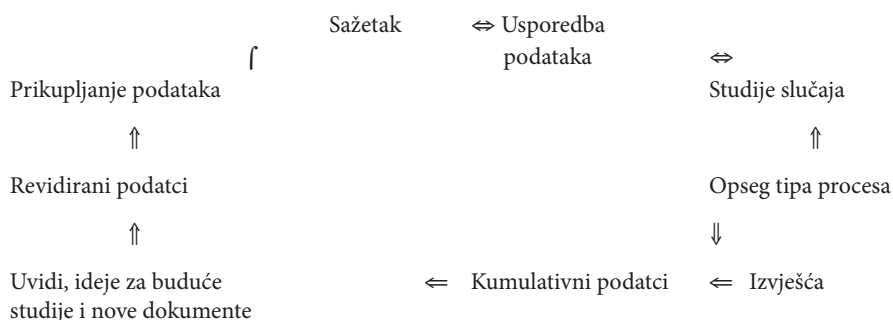 Sažetak ⇔ Usporedba
⌠ podataka ⇔
Prikupljanje podataka Studije slučaja
⇑ ⇑
Revidirani podatci Opseg tipa procesa
⇑ ⇓
Uvidi, ideje za buduće ⇐ Kumulativni podatci ⇐ Izvješća
studije i nove dokumente